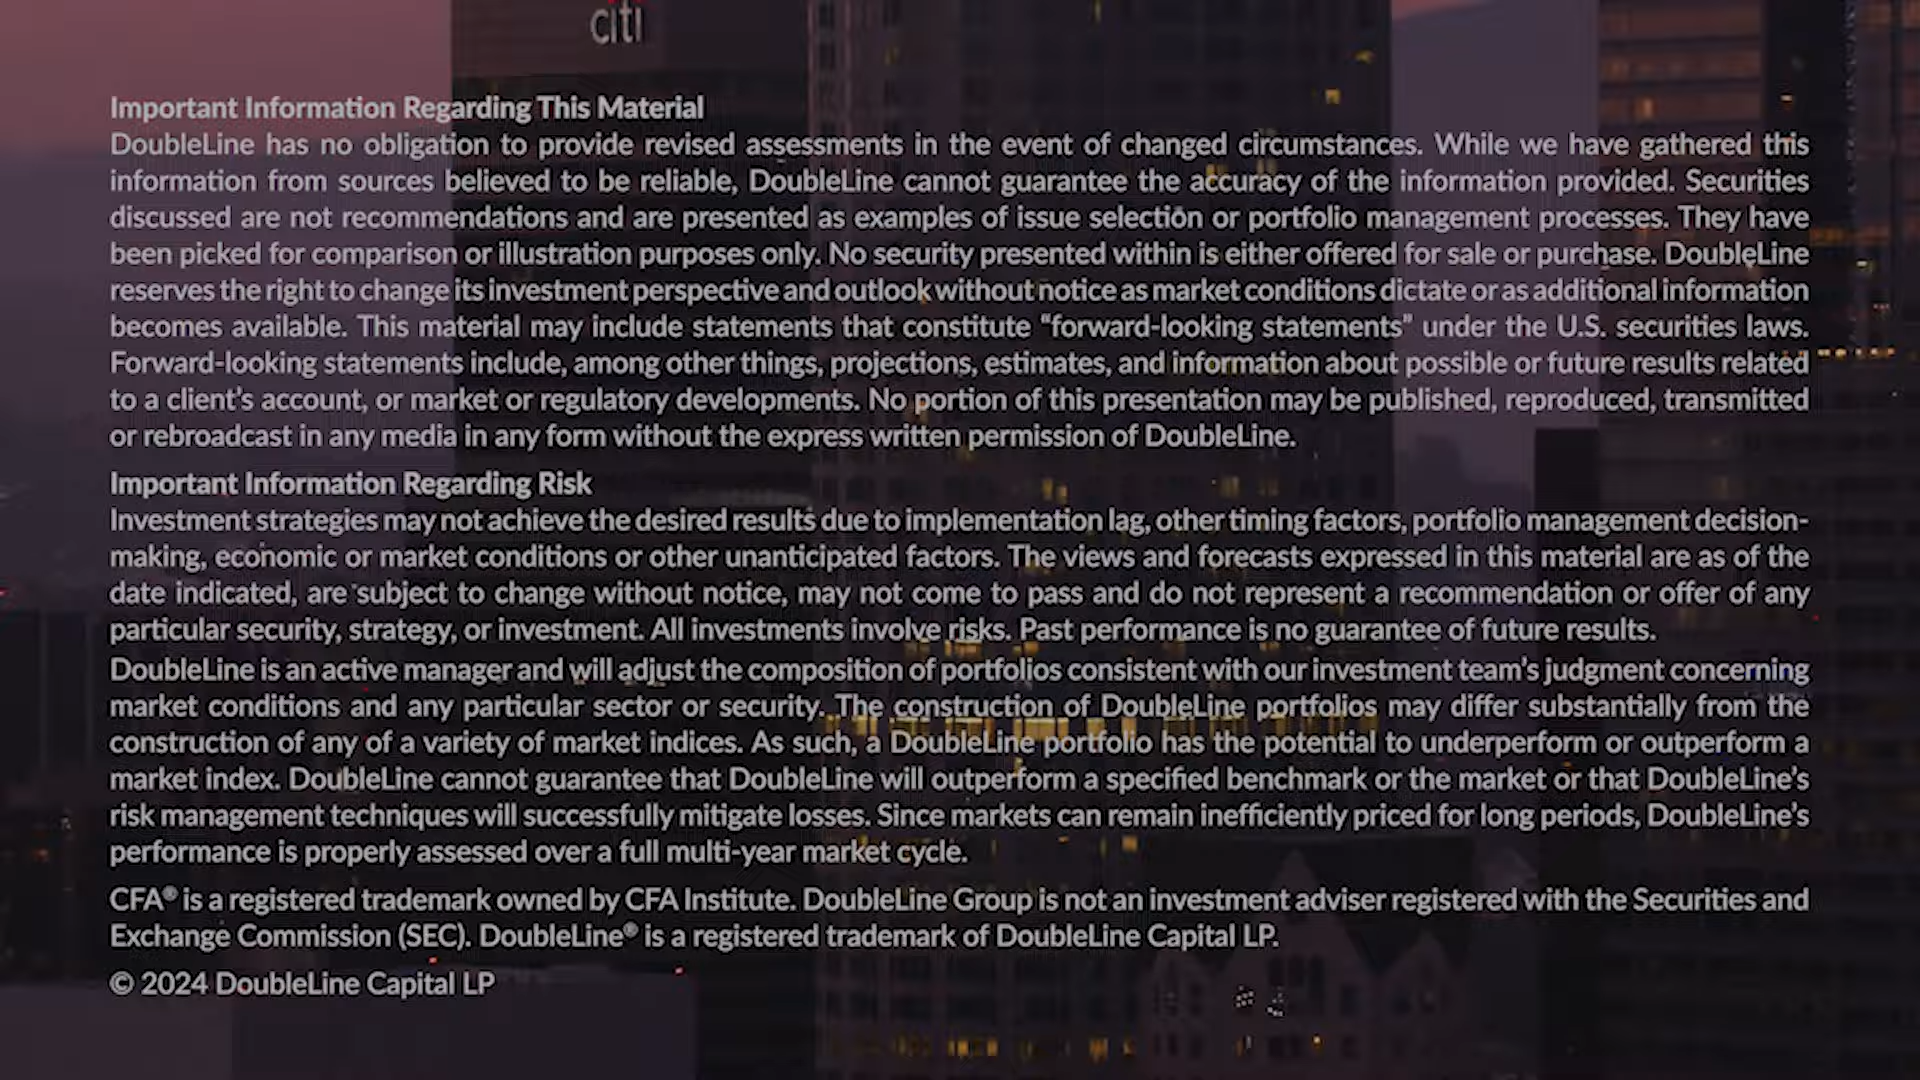 citi
Important Information Regarding This Material
DoubleLine has no obligation to provide revised assessments in the event of changed circumstances. While we have gathered this
information from sources believed to be reliable, DoubleLine cannot guarantee the accuracy of the information provided. Securities
discussed are not recommendations and are presented as examples of issue selection or portfolio management processes. They have
been picked for comparison or illustration purposes only. No security presented within is either offered for sale or purchase. DoubleLine
reserves the right to change its investment perspective and outlook without notice as market conditions dictate or as additional information
becomes available. This material may include statements that constitute “forward-looking statements” under the U.S. securities laws.
Forward-looking statements include, among other things, projections, estimates, and information about possible or future results related
to a client’s account, or market or regulatory developments. No portion of this presentation may be published, reproduced, transmitted
or rebroadcast in any media in any form without the express written permission of DoubleLine.
Important Information Regarding Risk
Investment strategies may not achieve the desired results due to implementation lag, other timing factors, portfolio management decision-
making, economic or market conditions or other unanticipated factors. The views and forecasts expressed in this material are as of the
date indicated, are subject to change without notice, may not come to pass and do not represent a recommendation or offer of any
particular security, strategy, or investment. All investments involve risks. Past performance is no guarantee of future results.
DoubleLine is an active manager and will adjust the composition of portfolios consistent with our investment team’s judgment concerning
market conditions and any particular sector or security. The construction of DoubleLine portfolios may differ substantially from the
construction of any of a variety of market indices. As such, a DoubleLine portfolio has the potential to underperform or outperform a
market index. DoubleLine cannot guarantee that DoubleLine will outperform a specified benchmark or the market or that DoubleLine’s
risk management techniques will successfully mitigate losses. Since markets can remain inefficiently priced for long periods, DoubleLine’s
performance is properly assessed over a full multi-year market cycle.
CFA® is a registered trademark owned by CFA Institute. DoubleLine Group is not an investment adviser registered with the Securities and
Exchange Commission (SEC). DoubleLine® is a registered trademark of DoubleLine Capital LP.
© 2024 DoubleLine Capital LP